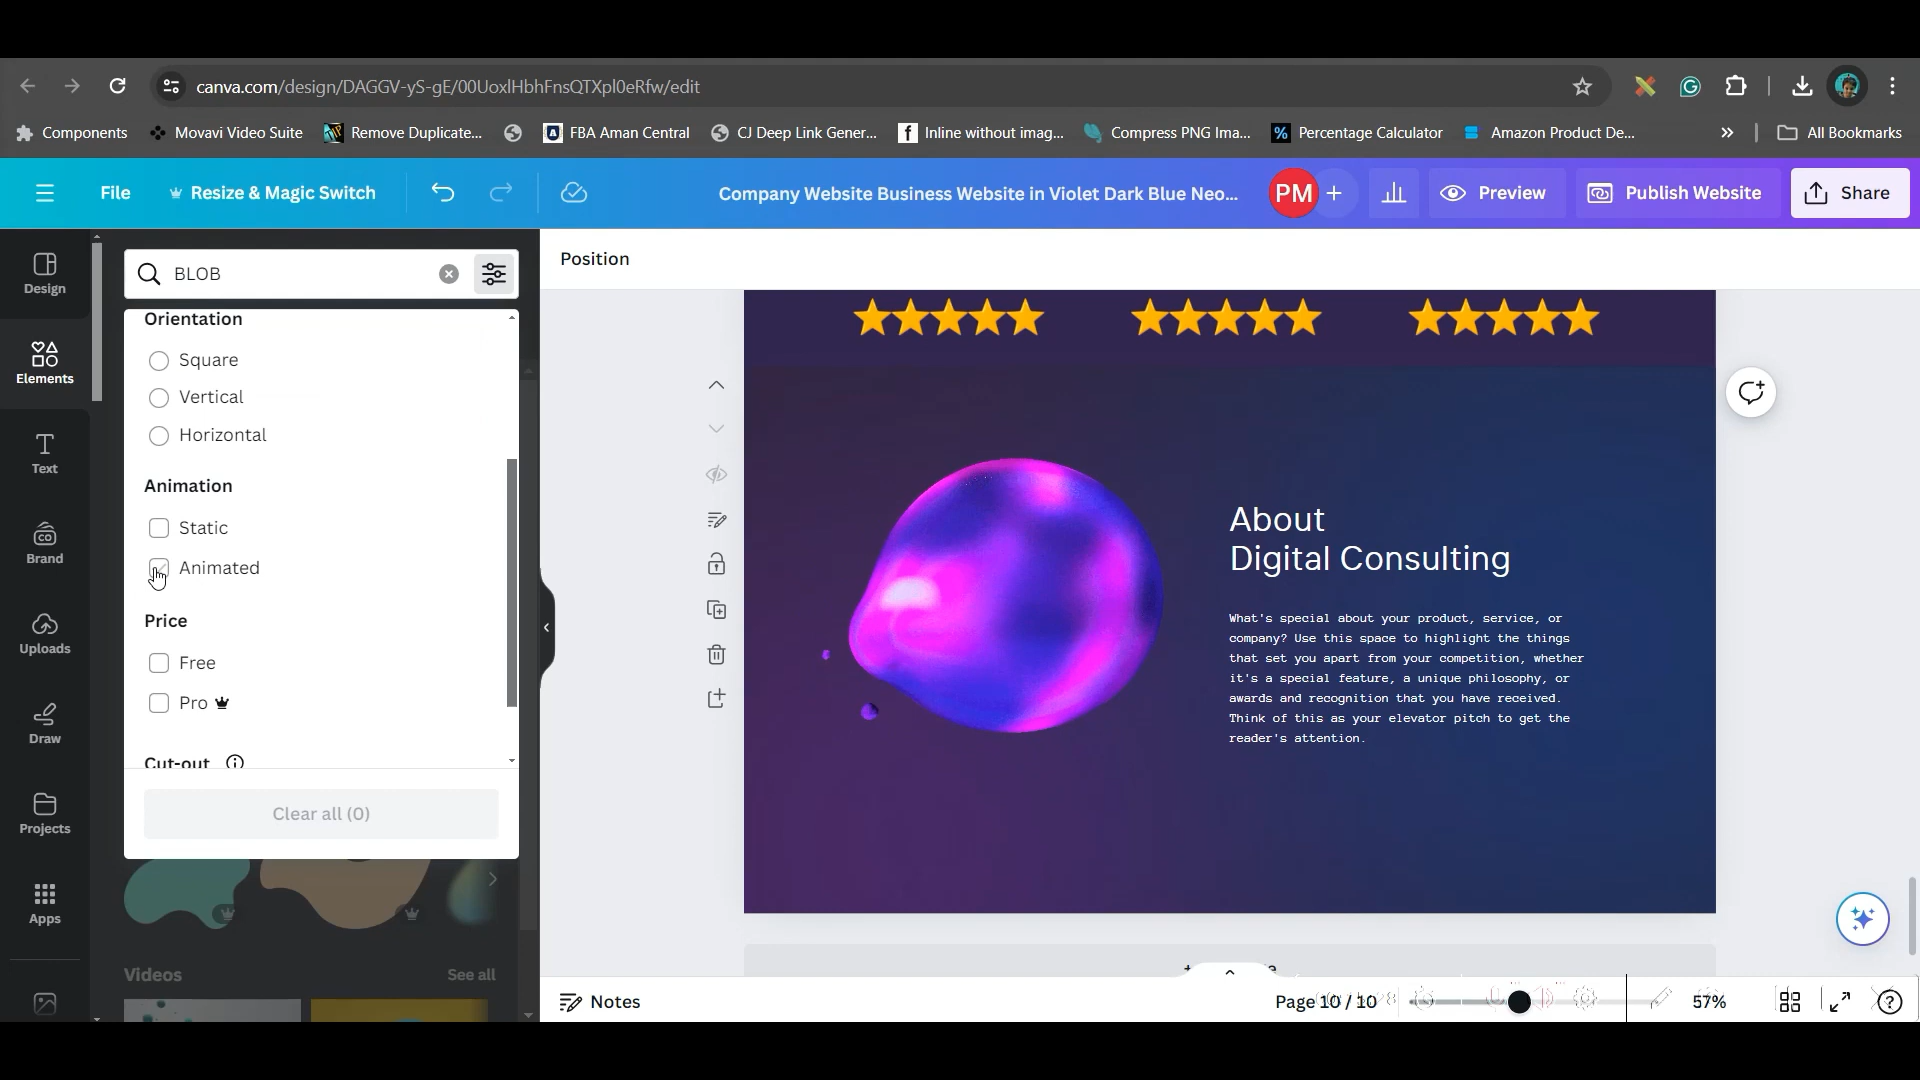 canva.com/design/DAGGV-yS-gE/00UoxlHbhFnsQTXpl0eRfw/edit
Components
Movavi Video Suite
Remove Duplicate...
FBA Aman Central
CJ Deep Link Gener...
Inline without imag...
Compress PNG Ima...
Percentage Calculator
Amazon Product De...
All Bookmarks
File
Resize & Magic Switch
Company Website Business Website in Violet Dark Blue Neo...
PM
Preview
Publish Website
Share
Design
Elements
Text
Brand
Uploads
Draw
Projects
Apps
BLOB
Orientation
Square
Vertical
Horizontal
Animation
Static
Animated
Price
Free
Pro
Cut-out
Clear all (0)
Videos
See all
Position
About
Digital Consulting
What's special about your product, service, or
company? Use this space to highlight the things
that set you apart from your competition, whether
it's a special feature, a unique philosophy, or
awards and recognition that you have received.
Think of this as your elevator pitch to get the
reader's attention.
Notes
Page 10 / 10
57%